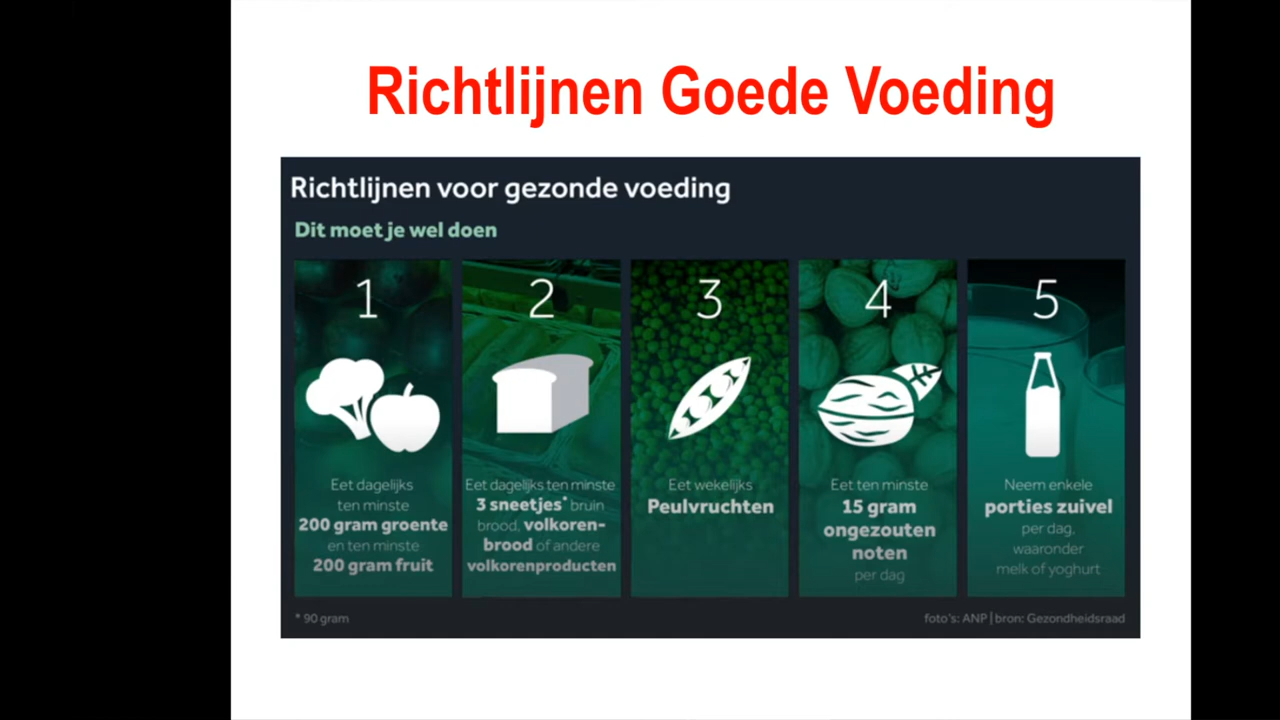 Richtlijnen Goede Voeding
Richtlijnen voor gezonde voeding
Dit moet je wel doen
1
Eet dagelijks
ten minste
200 gram groente
en ten minste
200 gram fruit
2
Eet dagelijks ten minste
3 sneetjes* bruin
brood, volkoren-
brood of andere
volkorenproducten
3
Eet wekelijks
Peulvruchten
4
Eet ten minste
15 gram
ongezouten
noten
per dag
5
Neem enkele
porties zuivel
per dag,
waaronder
melk of yoghurt
* 90 gram
foto's: ANP | bron: Gezondheidsraad